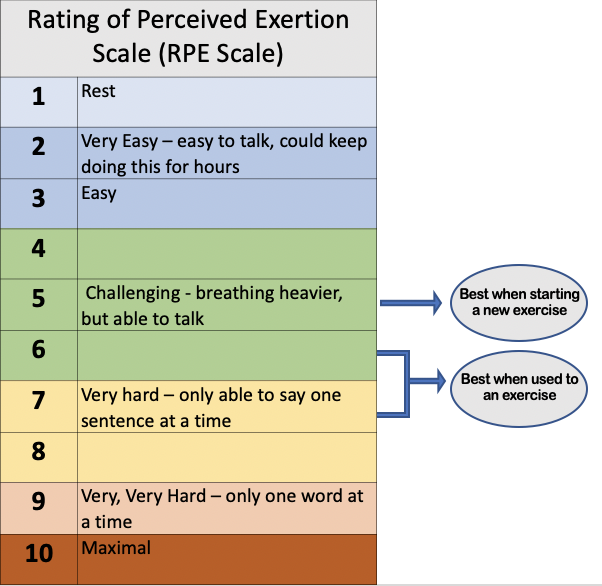 Rating of Perceived Exertion
Scale (RPE Scale)
1 Rest
2 Very Easy – easy to talk, could keep
doing this for hours
3 Easy
4
5 Challenging - breathing heavier,
but able to talk
Best when starting
a new exercise
6
Best when used to
an exercise
7 Very hard – only able to say one
sentence at a time
8
9 Very, Very Hard – only one word at
a time
10 Maximal